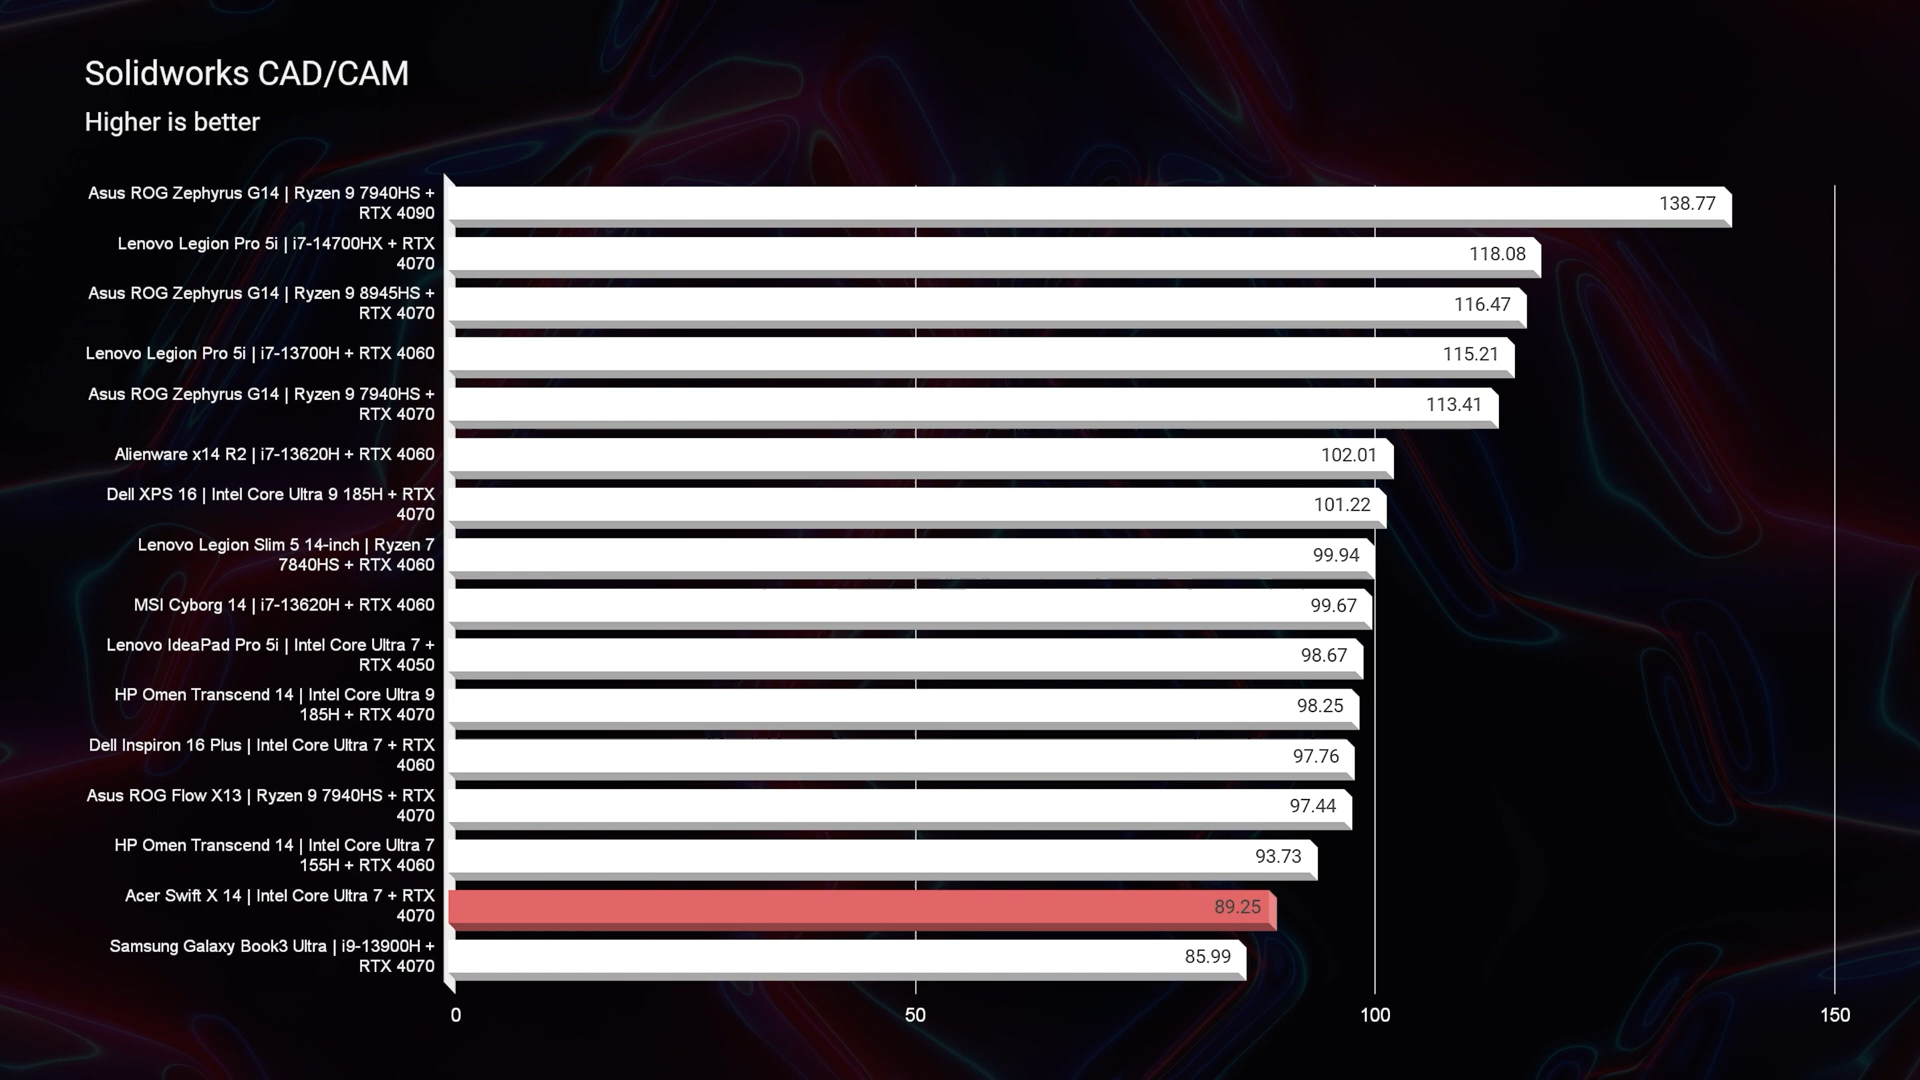 Solidworks CAD/CAM
Higher is better
Asus ROG Zephyrus G14 | Ryzen 9 7940HS +
RTX 4090
138.77
Lenovo Legion Pro 5i | i7-14700HX + RTX
4070
118.08
Asus ROG Zephyrus G14 | Ryzen 9 8945HS +
RTX 4070
116.47
Lenovo Legion Pro 5i | i7-13700H + RTX 4060
115.21
Asus ROG Zephyrus G14 | Ryzen 9 7940HS +
RTX 4070
113.41
Alienware x14 R2 | i7-13620H + RTX 4060
102.01
Dell XPS 16 | Intel Core Ultra 9 185H + RTX
4070
101.22
Lenovo Legion Slim 5 14-inch | Ryzen 7
7840HS + RTX 4060
99.94
MSI Cyborg 14 | i7-13620H + RTX 4060
99.67
Lenovo IdeaPad Pro 5i | Intel Core Ultra 7 +
RTX 4050
98.67
HP Omen Transcend 14 | Intel Core Ultra 9
185H + RTX 4070
98.25
Dell Inspiron 16 Plus | Intel Core Ultra 7 + RTX
4060
97.76
Asus ROG Flow X13 | Ryzen 9 7940HS + RTX
4070
97.44
HP Omen Transcend 14 | Intel Core Ultra 7
155H + RTX 4060
93.73
Acer Swift X 14 | Intel Core Ultra 7 + RTX
4070
89.25
Samsung Galaxy Book3 Ultra | i9-13900H +
RTX 4070
85.99
0 50 100 150